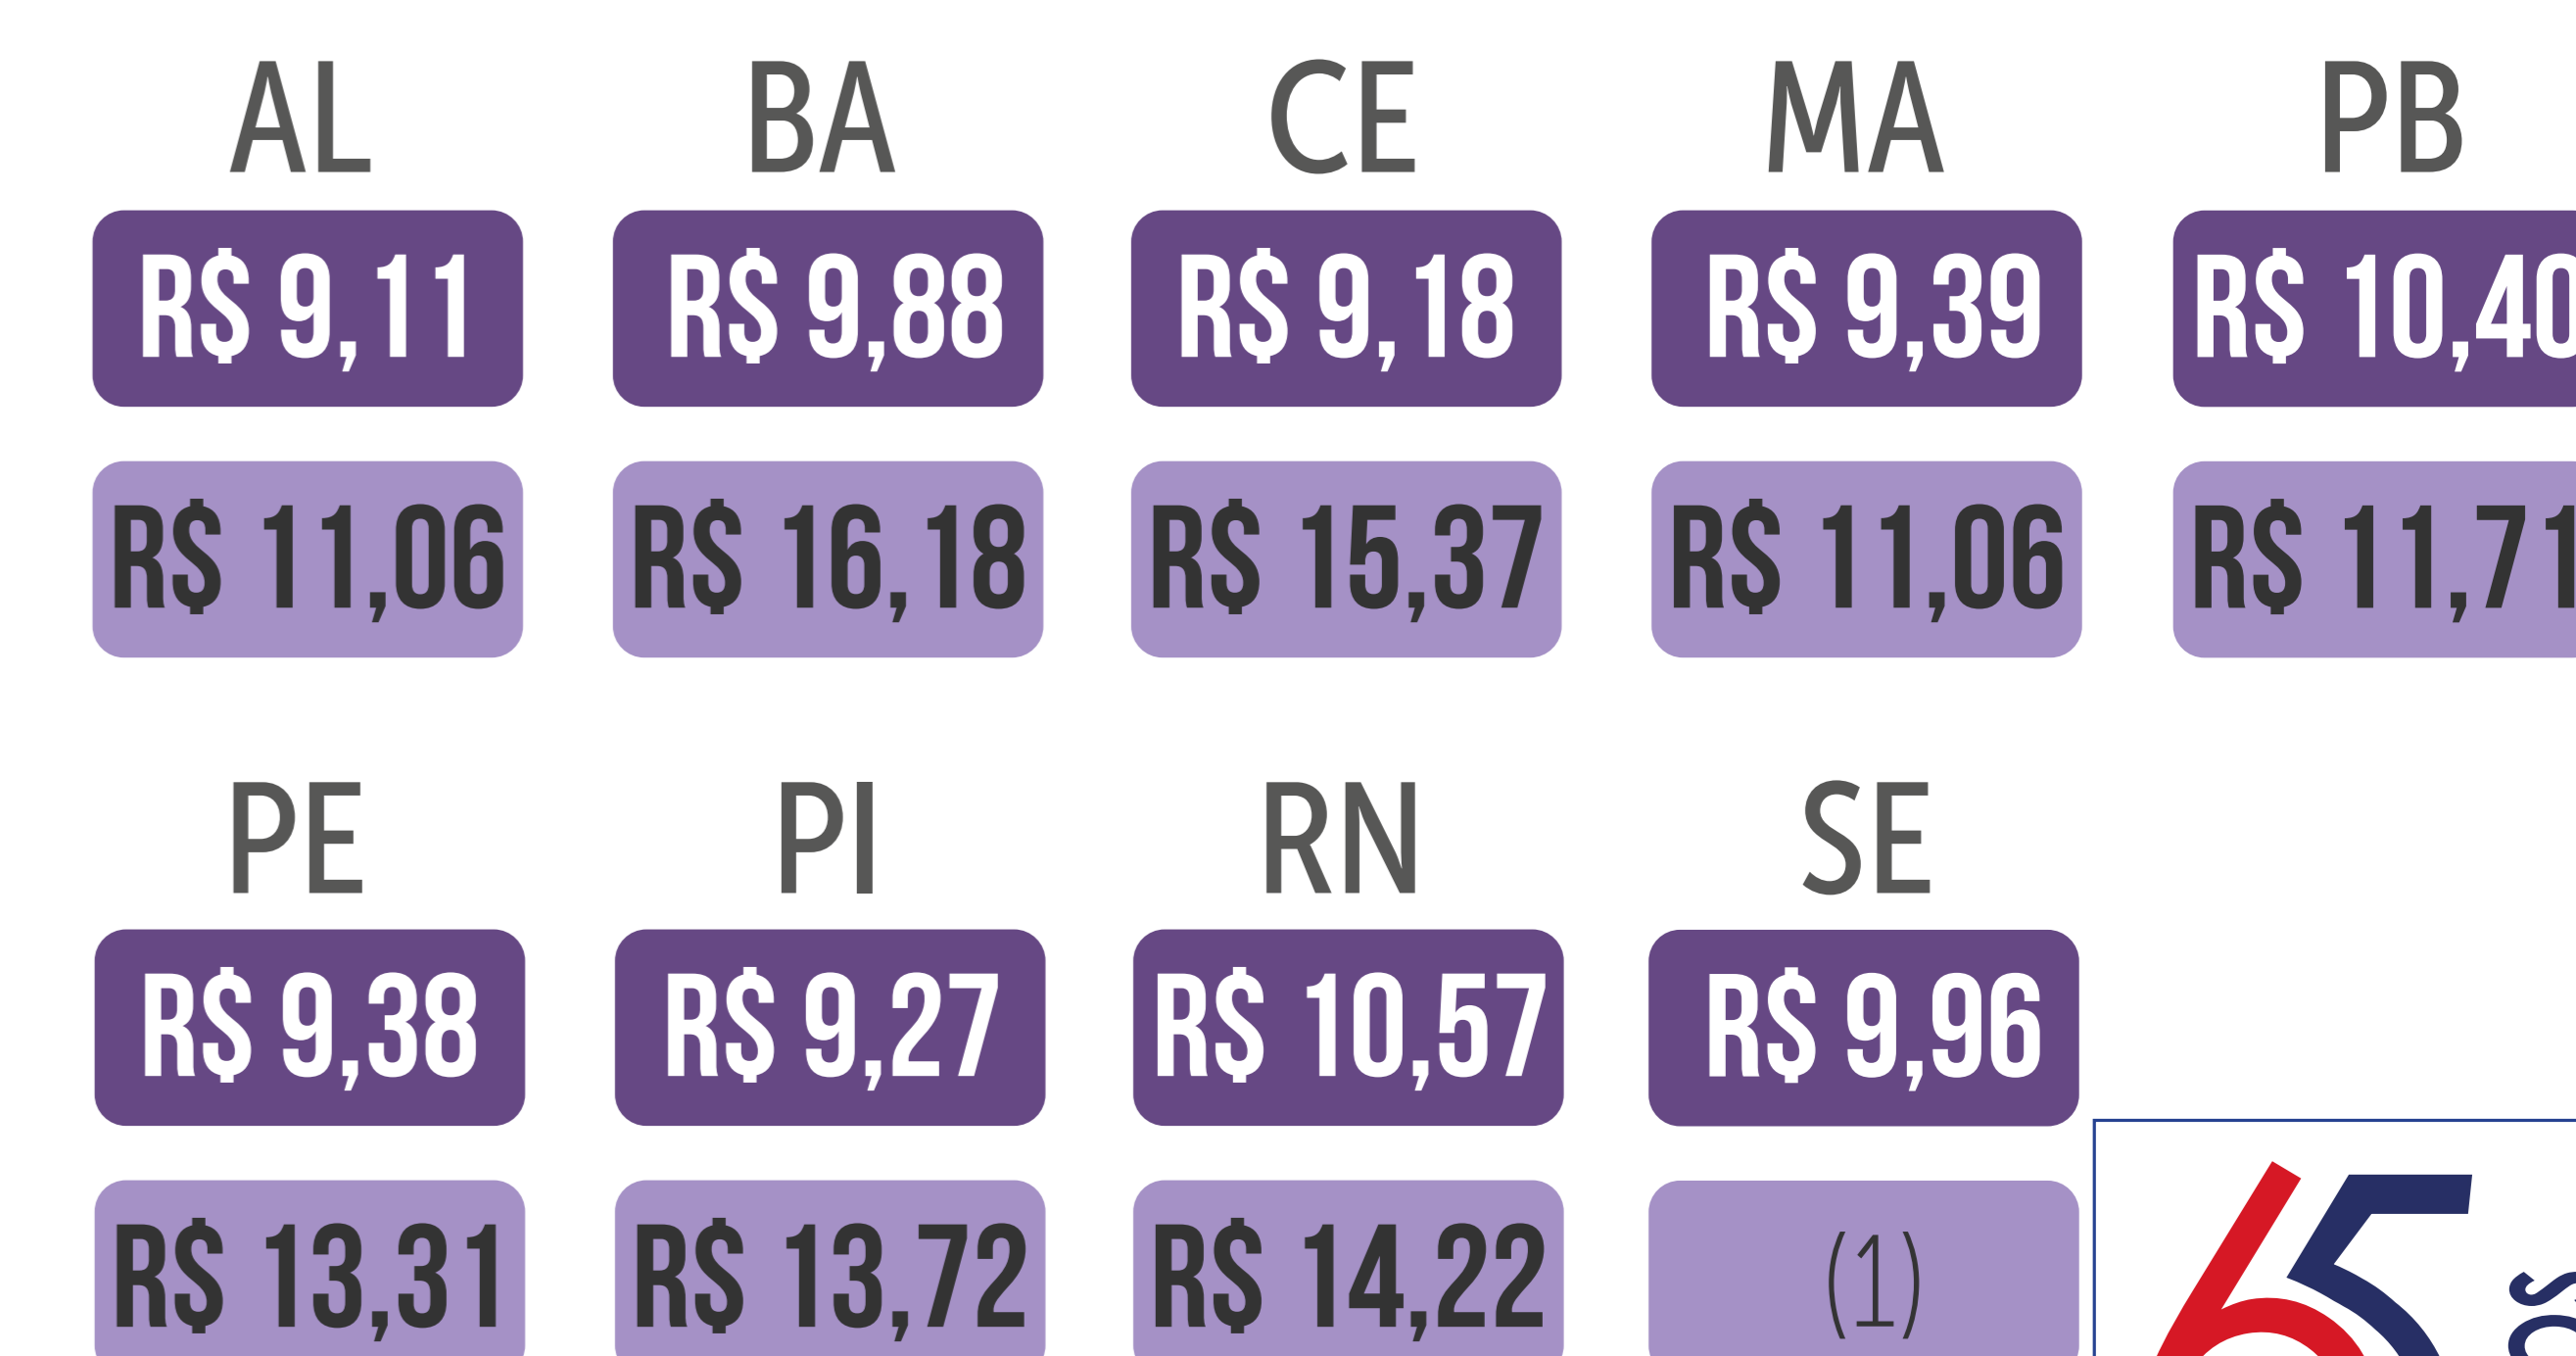 AL BA CE MA PB
R$ 9,11 R$ 9,88 R$ 9,18 R$ 9,39 R$ 10,40
R$ 11,06 R$ 16,18 R$ 15,37 R$ 11,06 R$ 11,71
PE PI RN SE
R$ 9,38 R$ 9,27 R$ 10,57 R$ 9,96
R$ 13,31 R$ 13,72 R$ 14,22 (1)
65